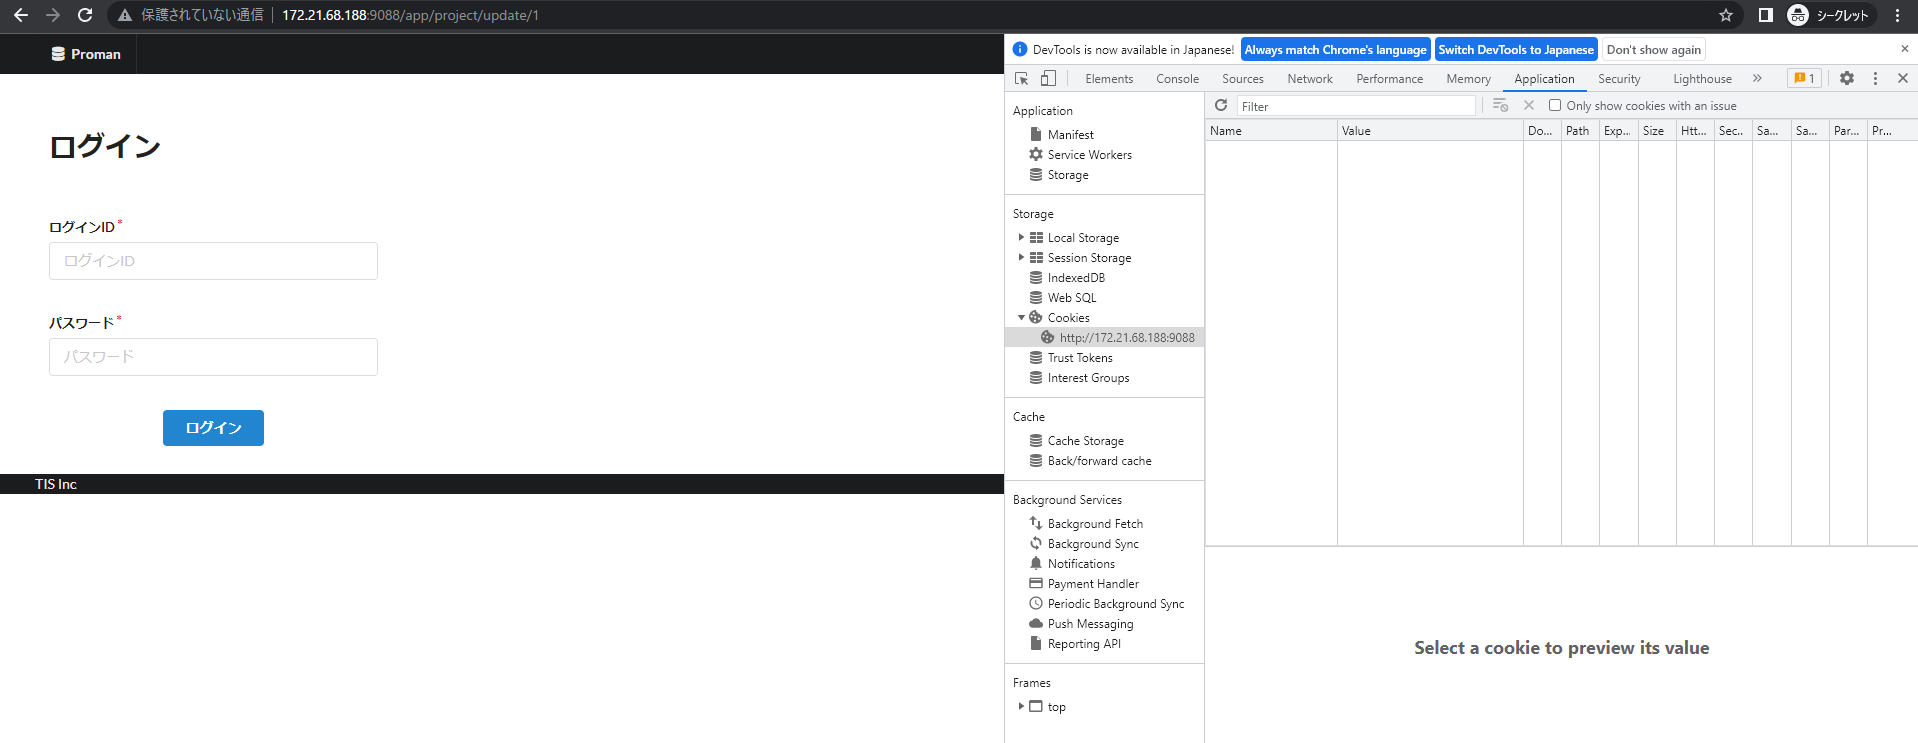 保護されていない通信 172.21.68.188:9088/app/project/update/1 シークレット
Proman
ログイン
ログインID*
ログインID
パスワード*
パスワード
ログイン
TIS Inc
DevTools is now available in Japanese! Always match Chrome's language Switch DevTools to Japanese Don't show again
Elements Console Sources Network Performance Memory Application Security Lighthouse 1
Application
Manifest
Service Workers
Storage
Storage
Local Storage
Session Storage
IndexedDB
Web SQL
Cookies
http://172.21.68.188:9088
Trust Tokens
Interest Groups
Cache
Cache Storage
Back/forward cache
Background Services
Background Fetch
Background Sync
Notifications
Payment Handler
Periodic Background Sync
Push Messaging
Reporting API
Frames
top
Filter Only show cookies with an issue
Name Value Do... Path Exp... Size Htt... Sec... Sa... Sa... Par... Pr...
Select a cookie to preview its value